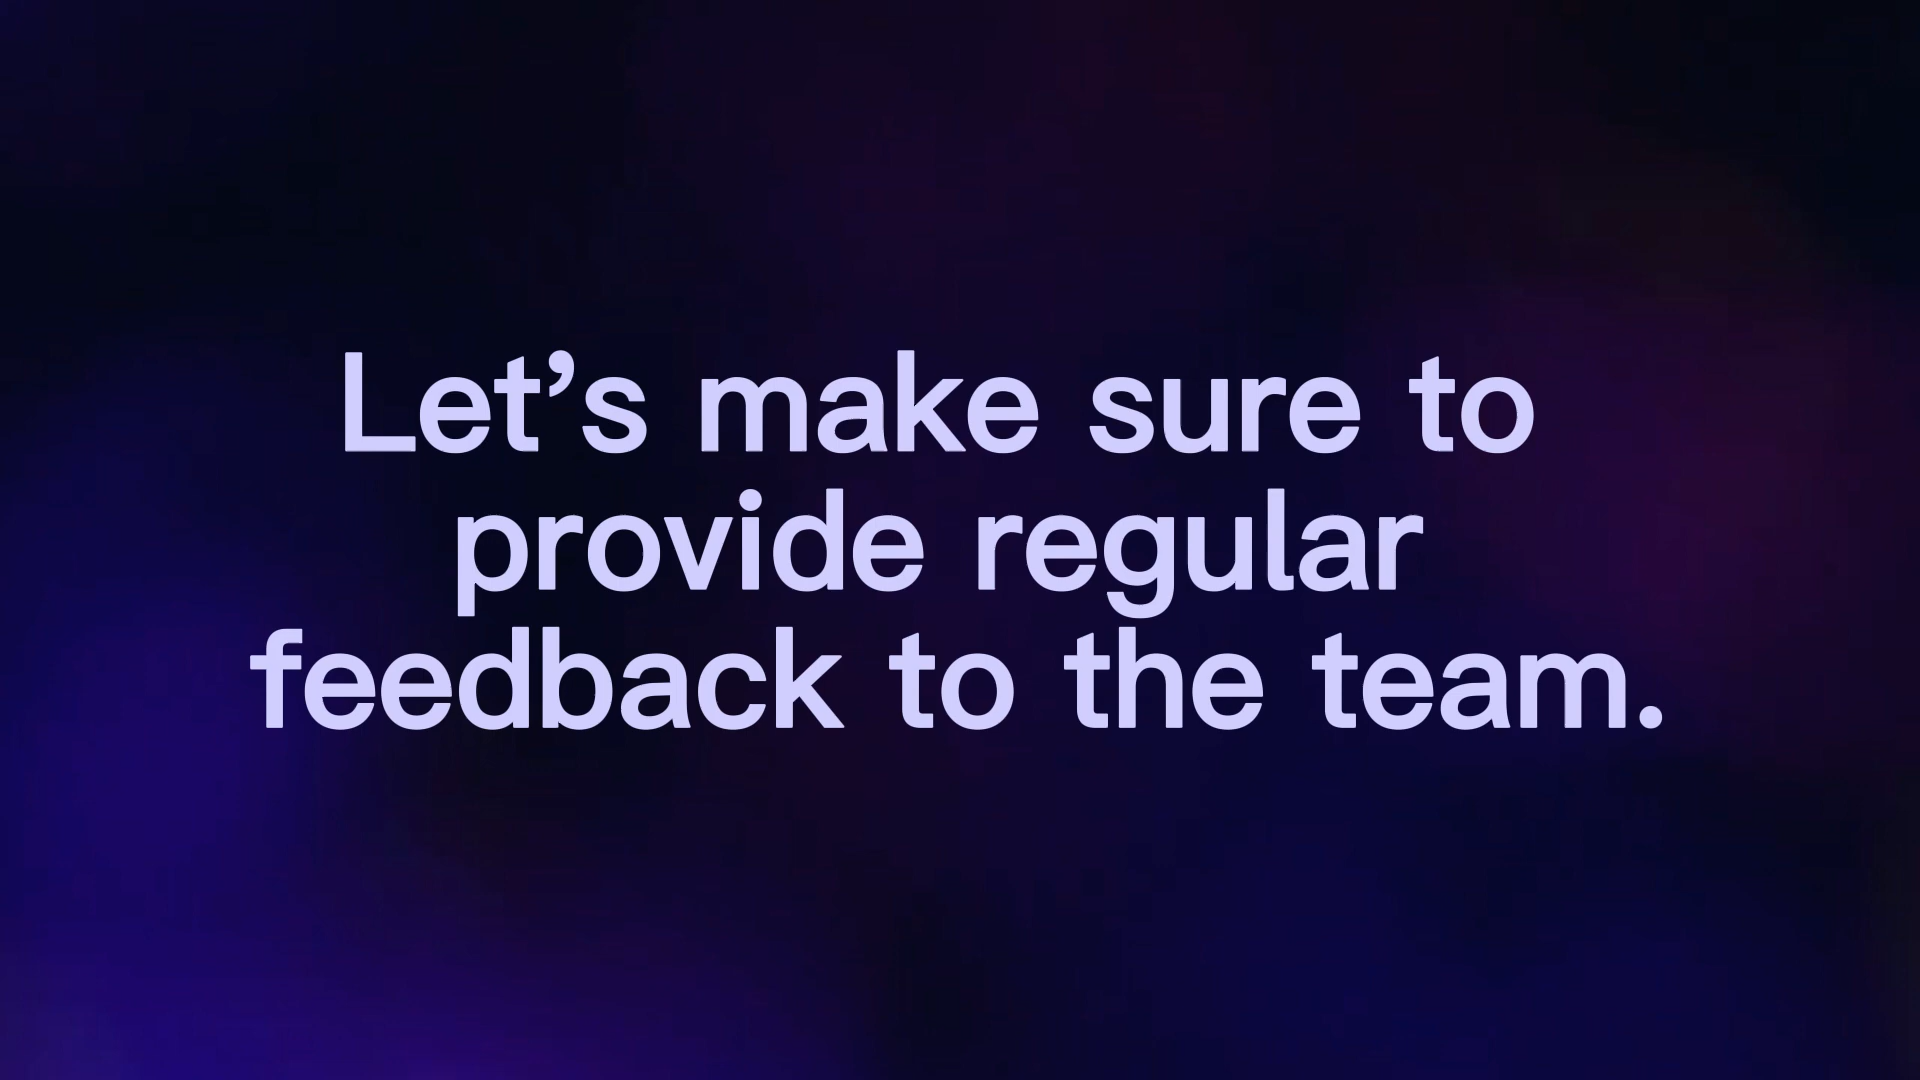 Let’s make sure to
provide regular
feedback to the team.